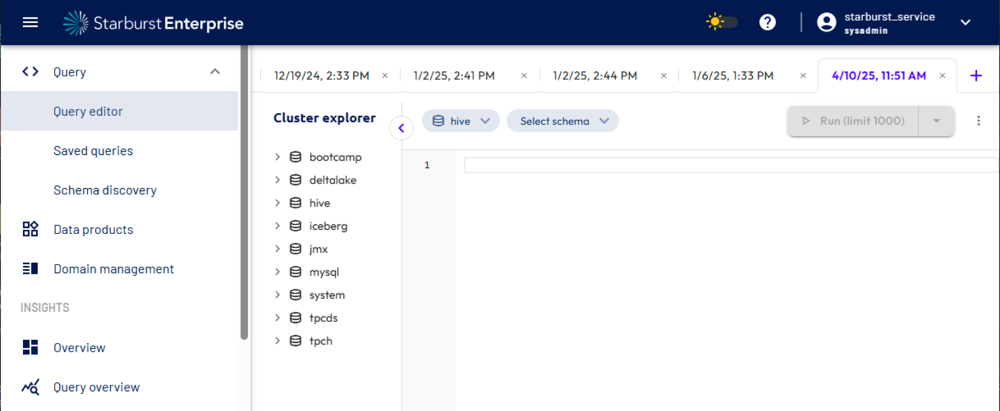 Starburst Enterprise
?
starburst_service
sysadmin
Query
Query editor
Saved queries
Schema discovery
Data products
Domain management
INSIGHTS
Overview
Query overview
12/19/24, 2:33 PM
1/2/25, 2:41 PM
1/2/25, 2:44 PM
1/6/25, 1:33 PM
4/10/25, 11:51 AM
Cluster explorer
bootcamp
deltalake
hive
iceberg
jmx
mysql
system
tpcds
tpch
hive
Select schema
Run (limit 1000)
1